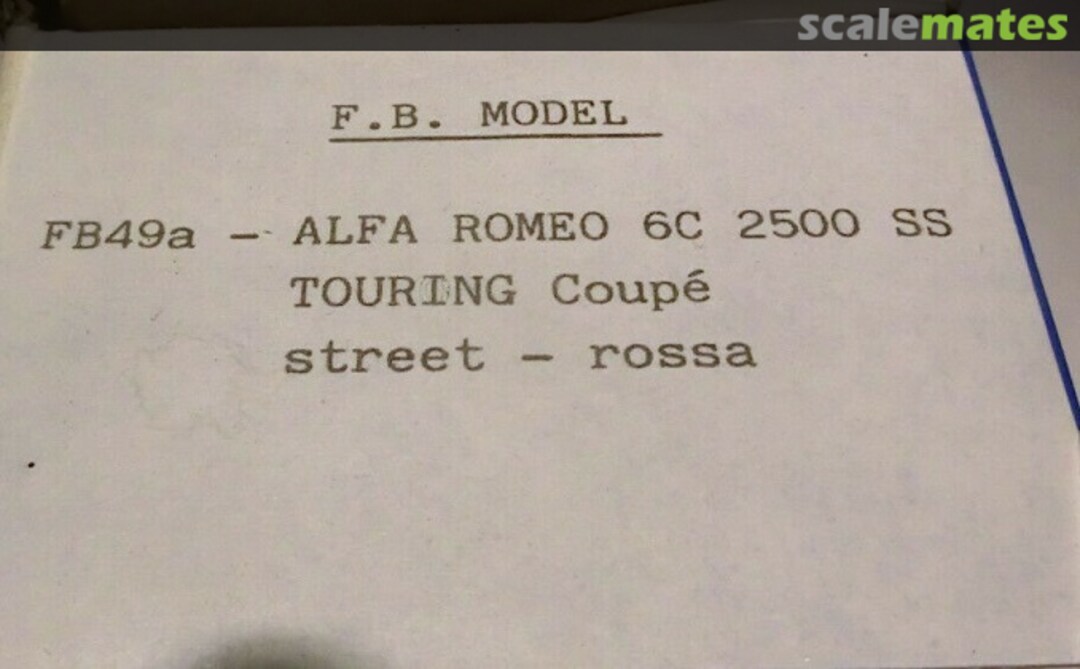 scalemates
F.B. MODEL
FB49a - ALFA ROMEO 6C 2500 SS
TOURING Coupé
street - rossa